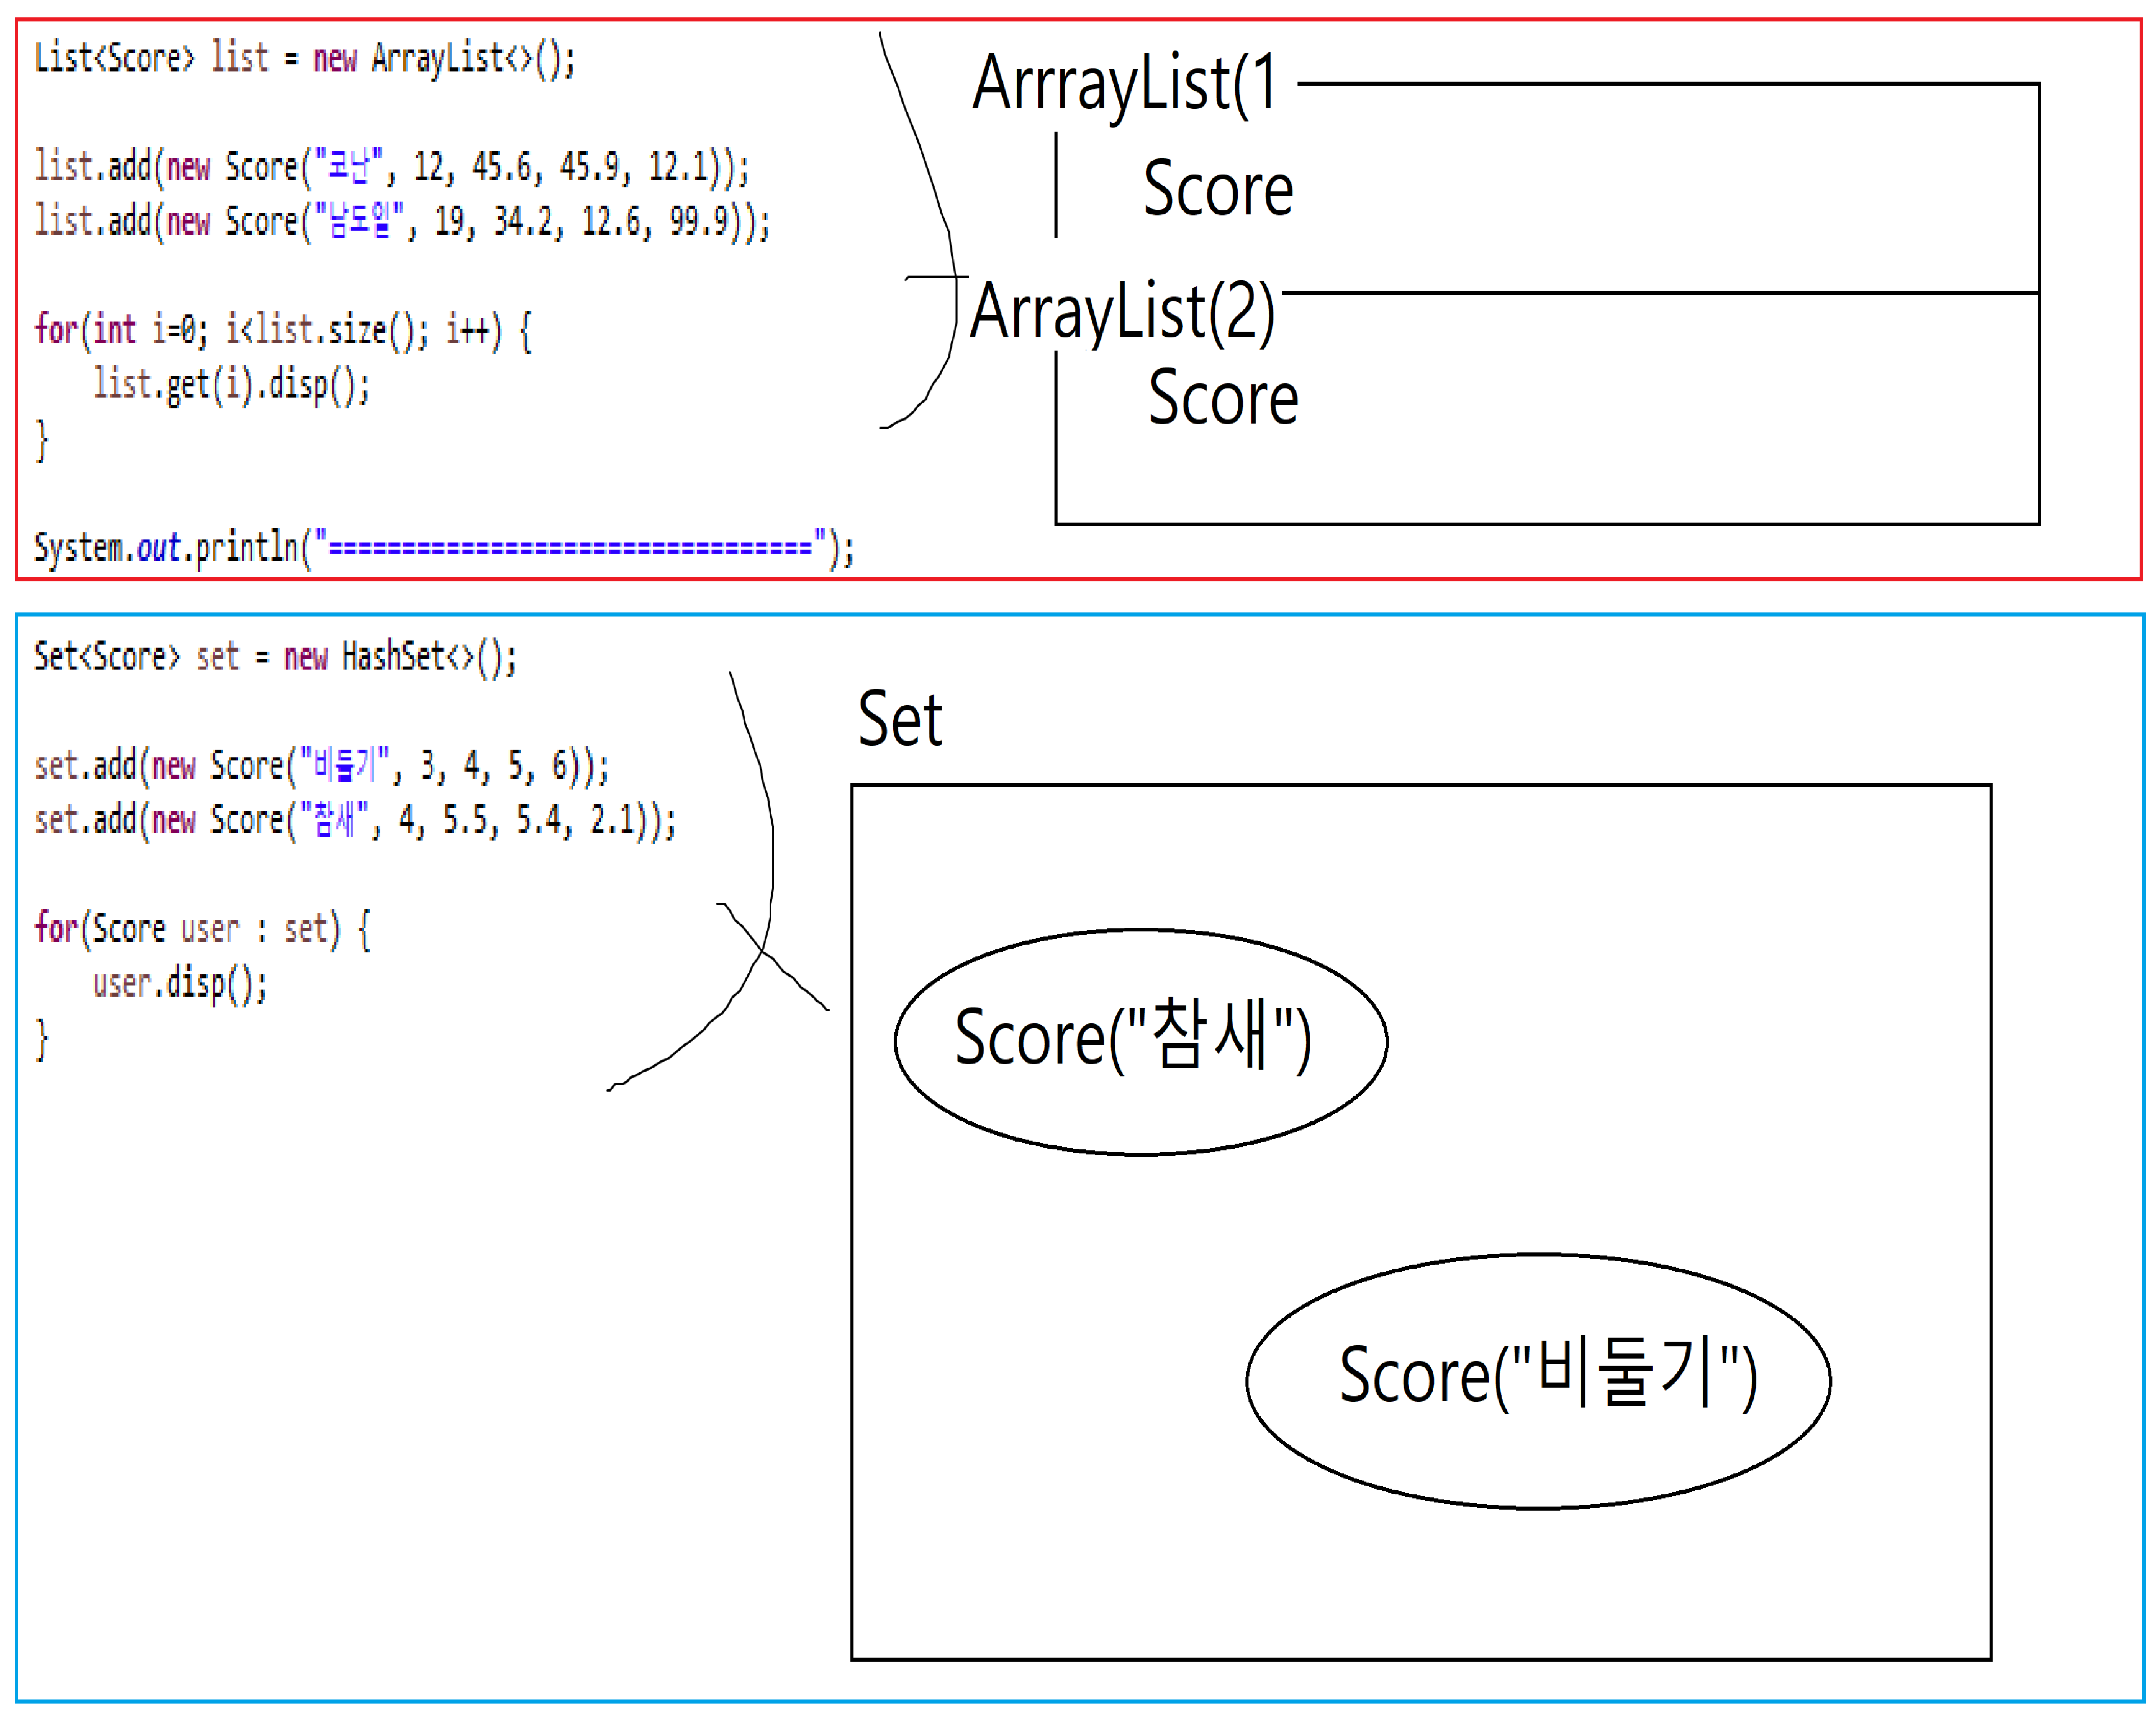 List<Score> list = new ArrayList<>();
list.add(new Score("코난", 12, 45.6, 45.9, 12.1));
list.add(new Score("남도일", 19, 34.2, 12.6, 99.9));
for(int i=0; i<list.size(); i++) {
list.get(i).disp();
}
System.out.println("=================================");
ArrrayList(1
Score
ArrayList(2)
Score
Set<Score> set = new HashSet<>();
set.add(new Score("비둘기", 3, 4, 5, 6));
set.add(new Score("참새", 4, 5.5, 5.4, 2.1));
for(Score user : set) {
user.disp();
}
Set
Score("참새")
Score("비둘기")